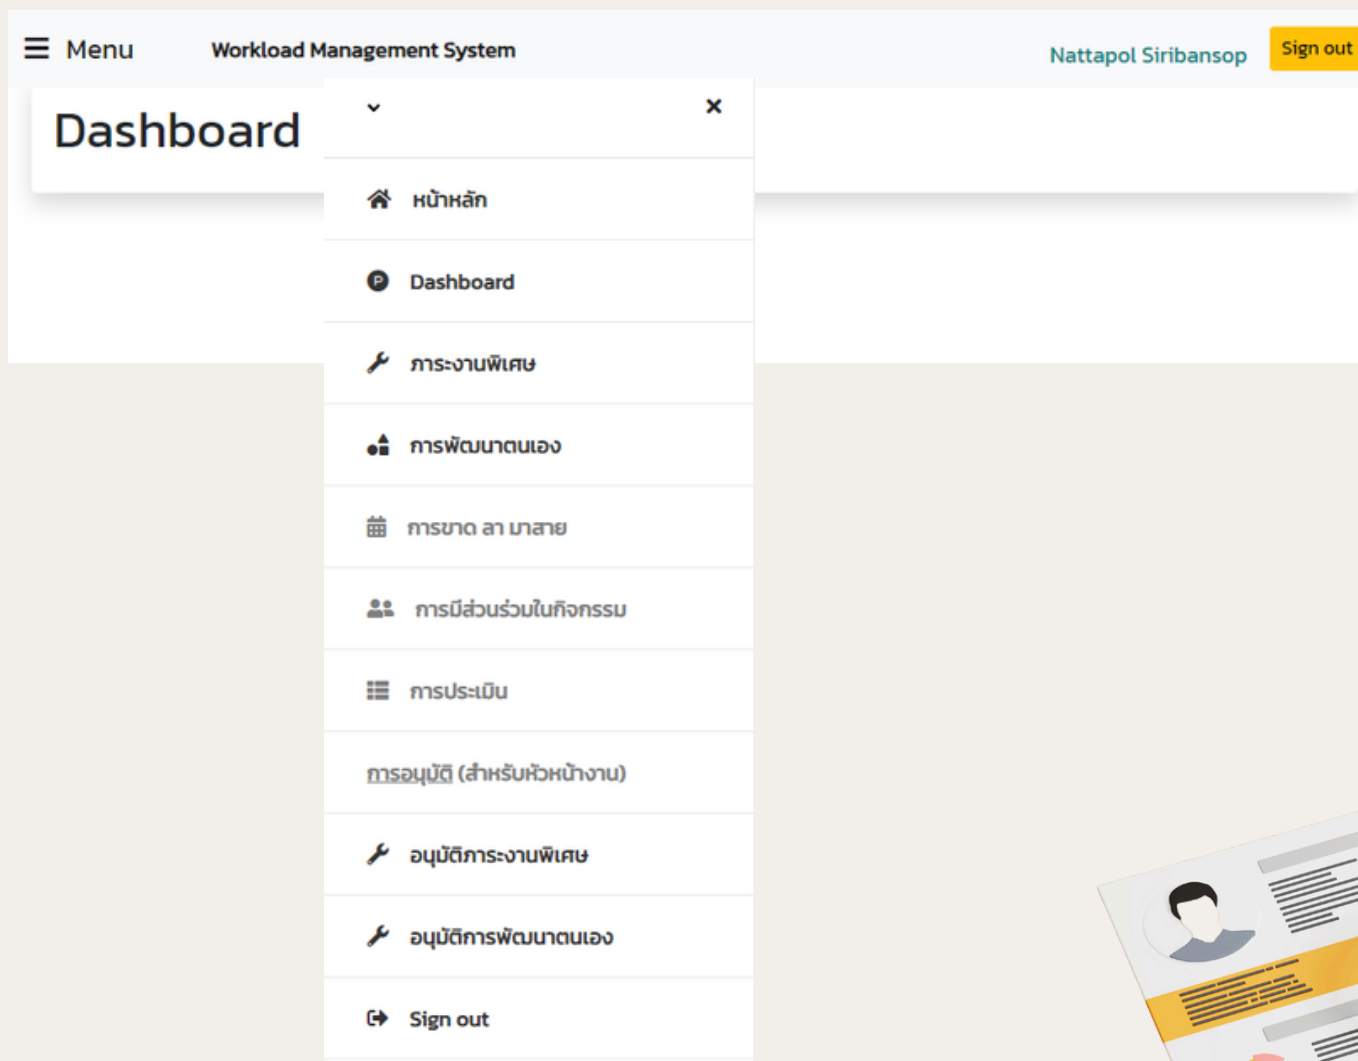 Menu
Workload Management System
Nattapol Siribansop
Sign out
Dashboard
หน้าหลัก
Dashboard
ภาระงานพิเศษ
การพัฒนาตนเอง
การขาด ลา มาสาย
การมีส่วนร่วมในกิจกรรม
การประเมิน
การอนุมัติ (สำหรับหัวหน้างาน)
อนุมัติภาระงานพิเศษ
อนุมัติการพัฒนาตนเอง
Sign out